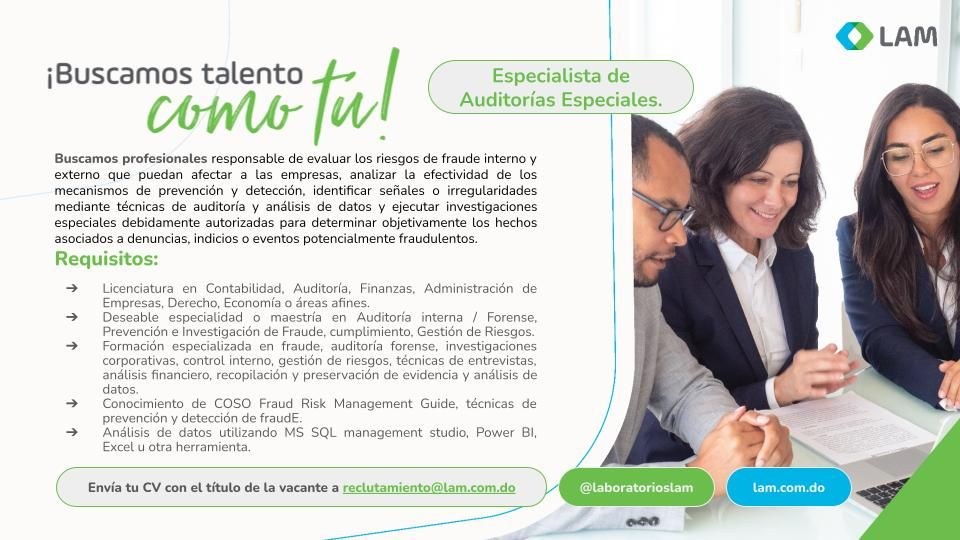 LAM
¡Buscamos talento
como tú!
Especialista de
Auditorías Especiales.
Buscamos profesionales responsable de evaluar los riesgos de fraude interno y
externo que puedan afectar a las empresas, analizar la efectividad de los
mecanismos de prevención y detección, identificar señales o irregularidades
mediante técnicas de auditoría y análisis de datos y ejecutar investigaciones
especiales debidamente autorizadas para determinar objetivamente los hechos
asociados a denuncias, indicios o eventos potencialmente fraudulentos.
Requisitos:
➔ Licenciatura en Contabilidad, Auditoría, Finanzas, Administración de
Empresas, Derecho, Economía o áreas afines.
➔ Deseable especialidad o maestría en Auditoría interna / Forense,
Prevención e Investigación de Fraude, cumplimiento, Gestión de Riesgos.
➔ Formación especializada en fraude, auditoría forense, investigaciones
corporativas, control interno, gestión de riesgos, técnicas de entrevistas,
análisis financiero, recopilación y preservación de evidencia y análisis de
datos.
➔ Conocimiento de COSO Fraud Risk Management Guide, técnicas de
prevención y detección de fraudE.
➔ Análisis de datos utilizando MS SQL management studio, Power BI,
Excel u otra herramienta.
Envía tu CV con el título de la vacante a reclutamiento@lam.com.do
@laboratorioslam
lam.com.do